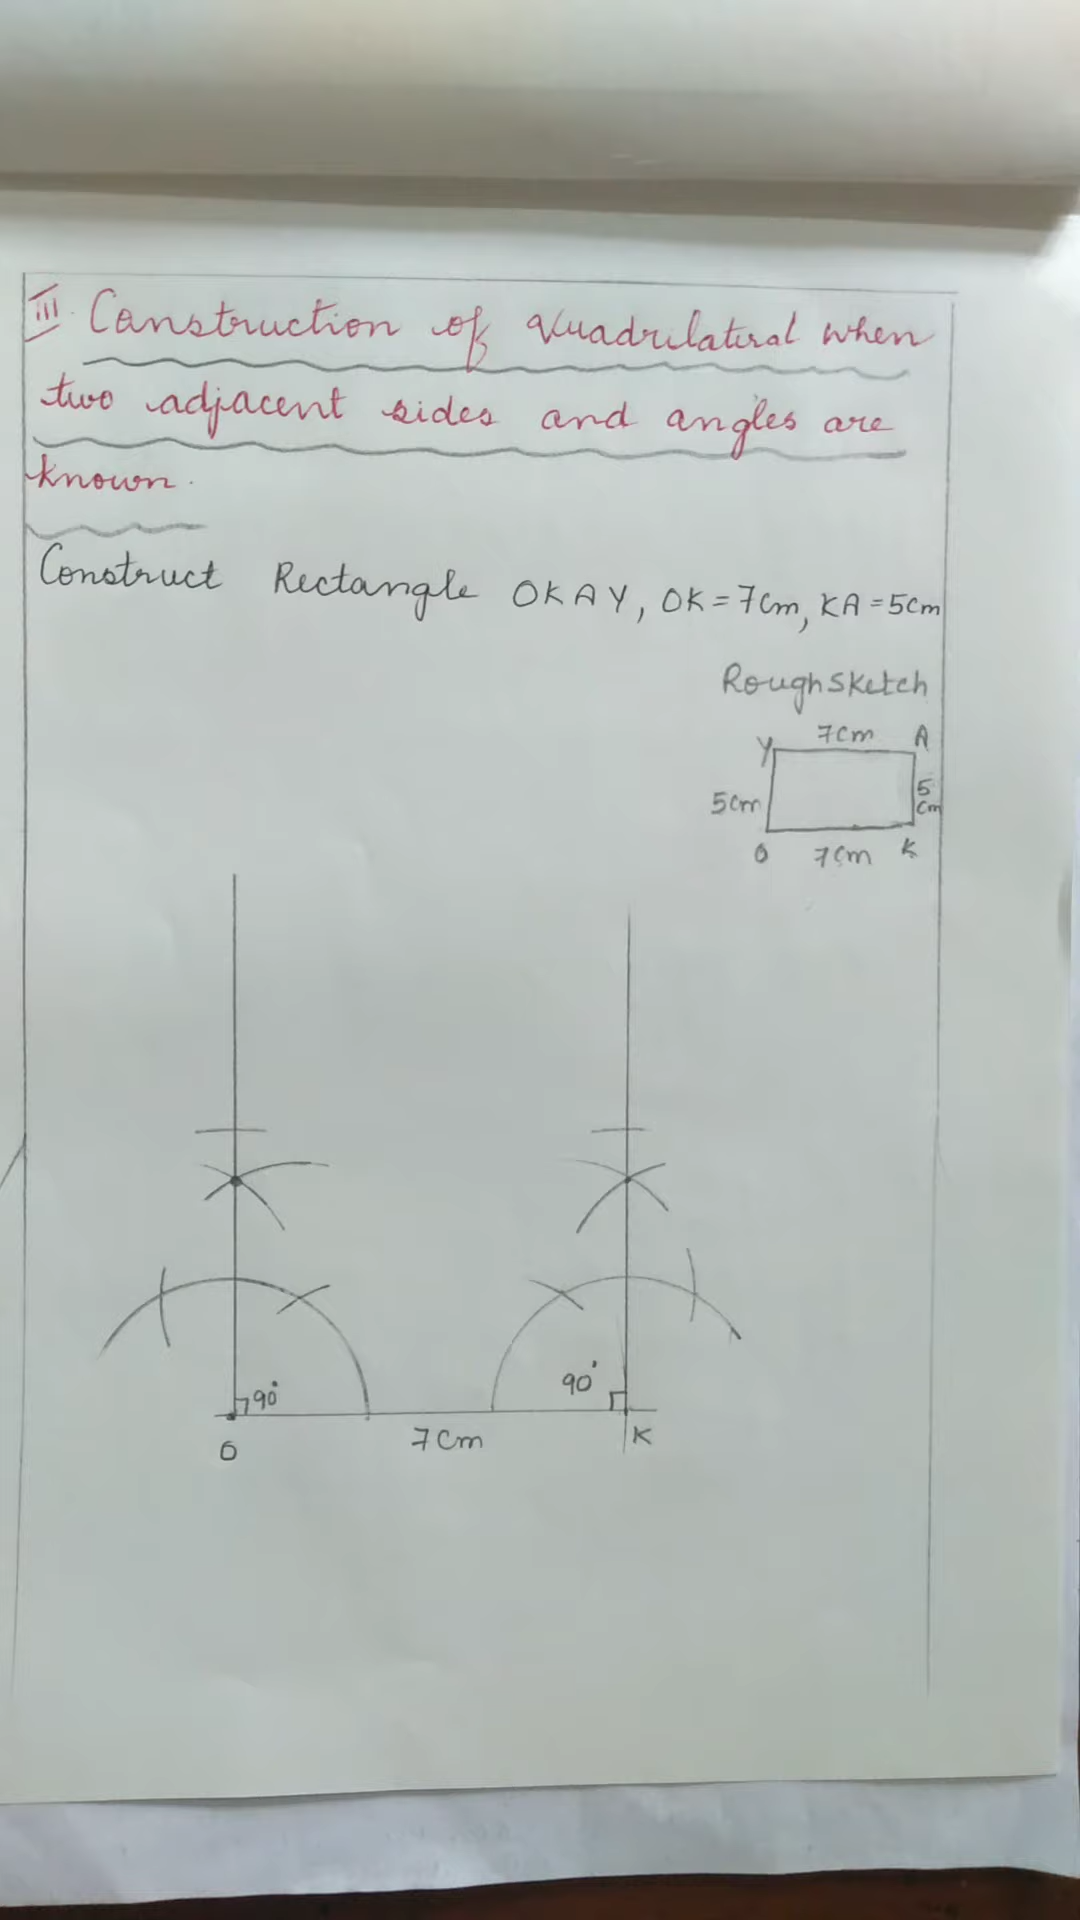 III. Construction of Quadrilateral when
two adjacent sides and angles are
known.
Construct Rectangle OKAY, OK=7cm, KA=5cm
Rough Sketch
Y 7cm A
5cm 5
cm
O 7cm K
90° 90°
O 7cm K